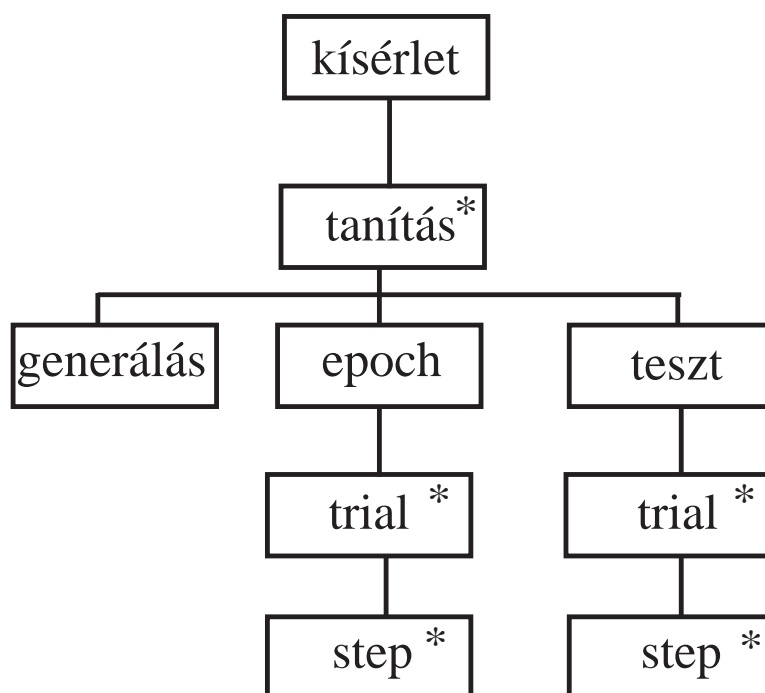 kísérlet
tanítás*
generálás epoch teszt
trial * trial *
step * step *